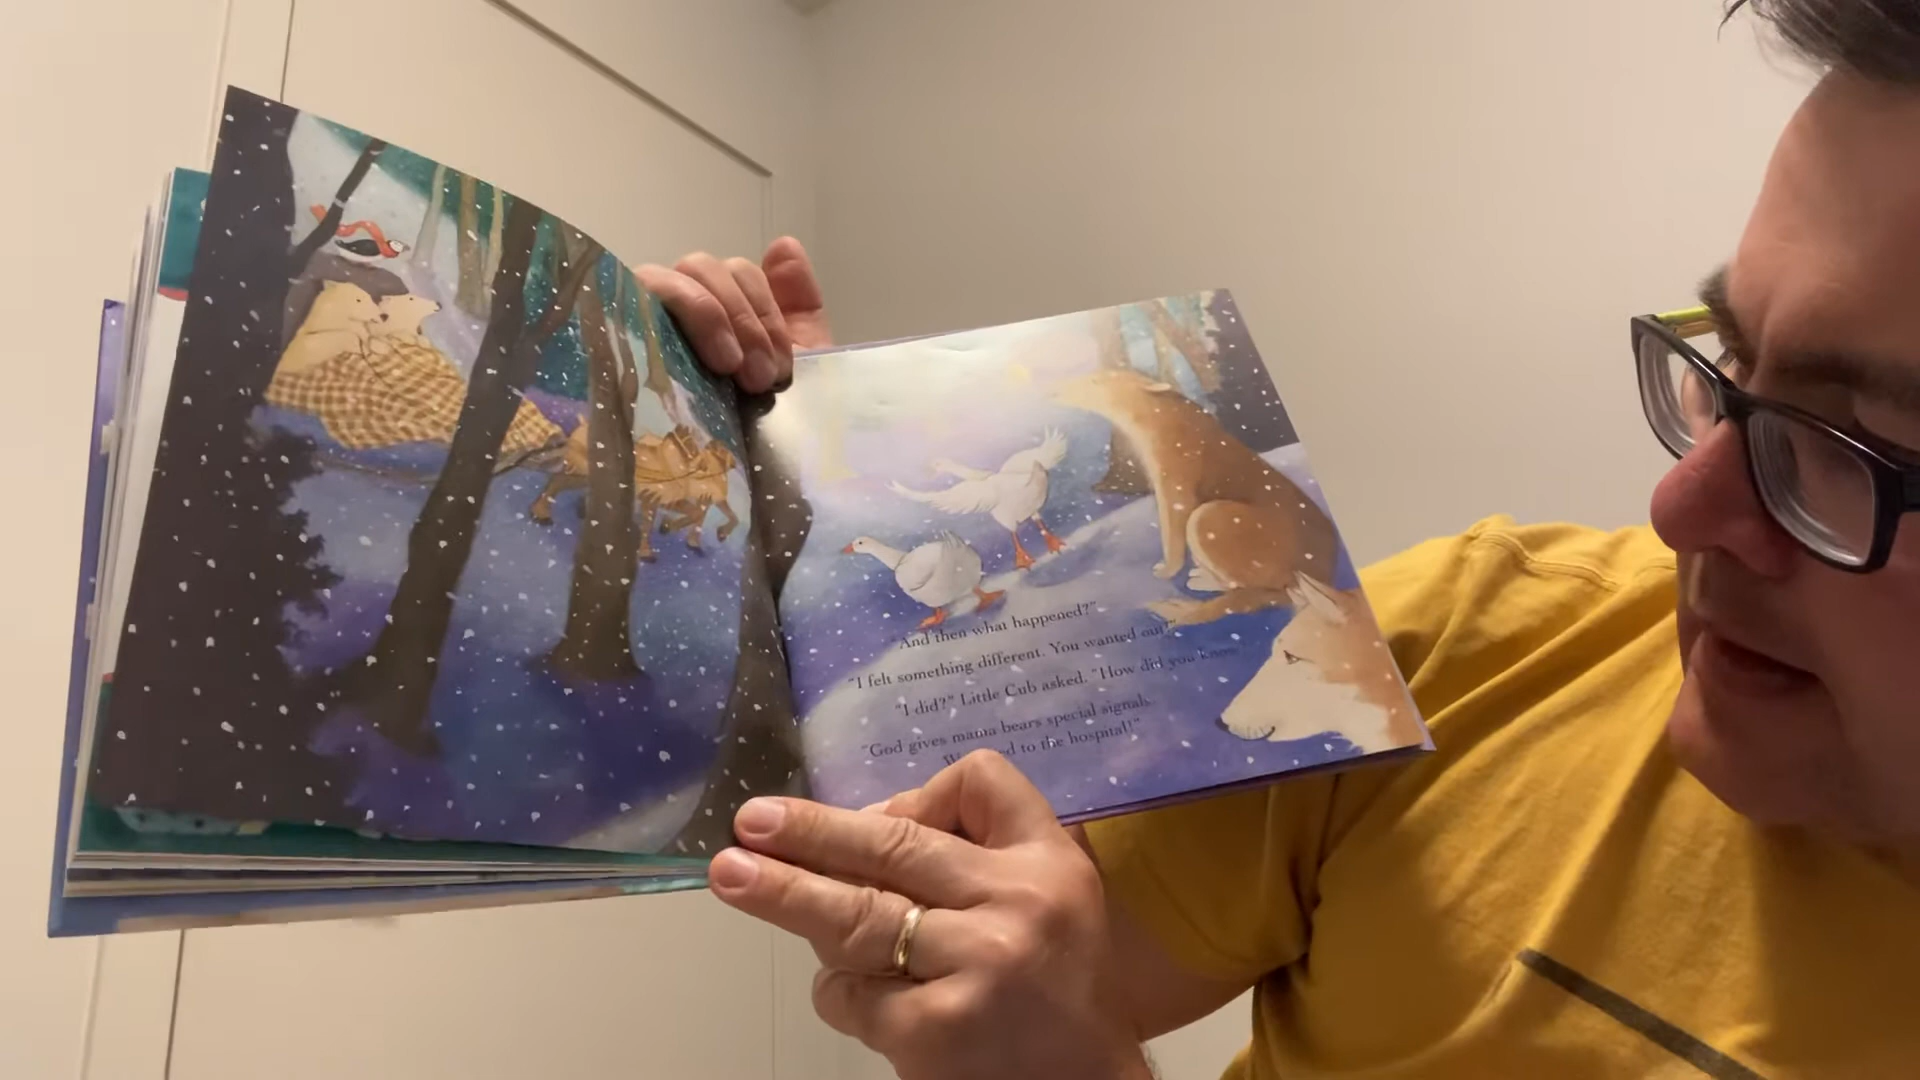 "And then what happened?"
"I felt something different. You wanted out!"
"I did?" Little Cub asked. "How did you know?"
"God gives mama bears special signals.
to the hospital!"